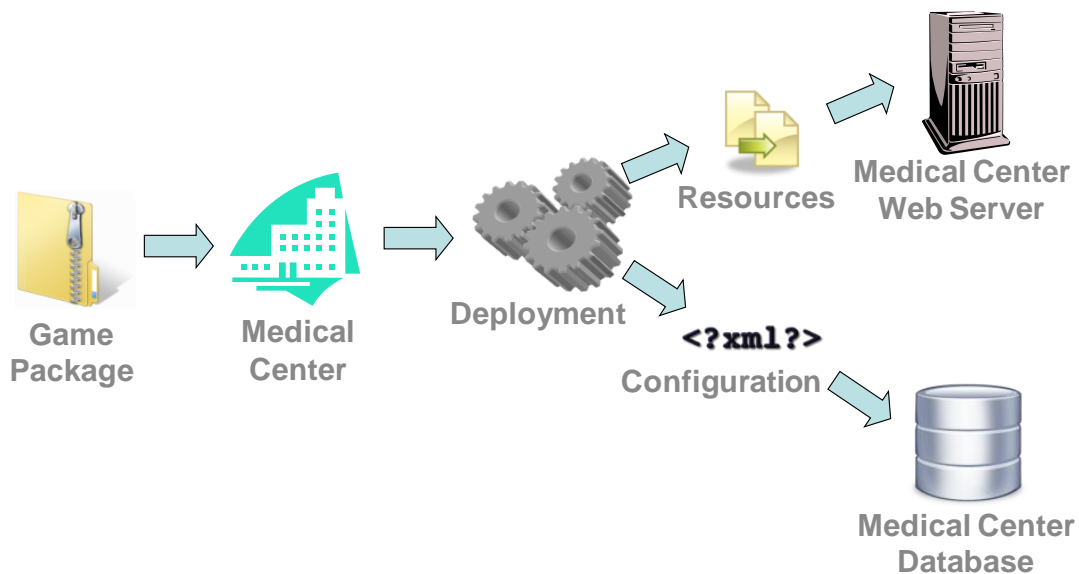 Game
Package
Medical
Center
Deployment
Resources
Medical Center
Web Server
<?xml?>
Configuration
Medical Center
Database